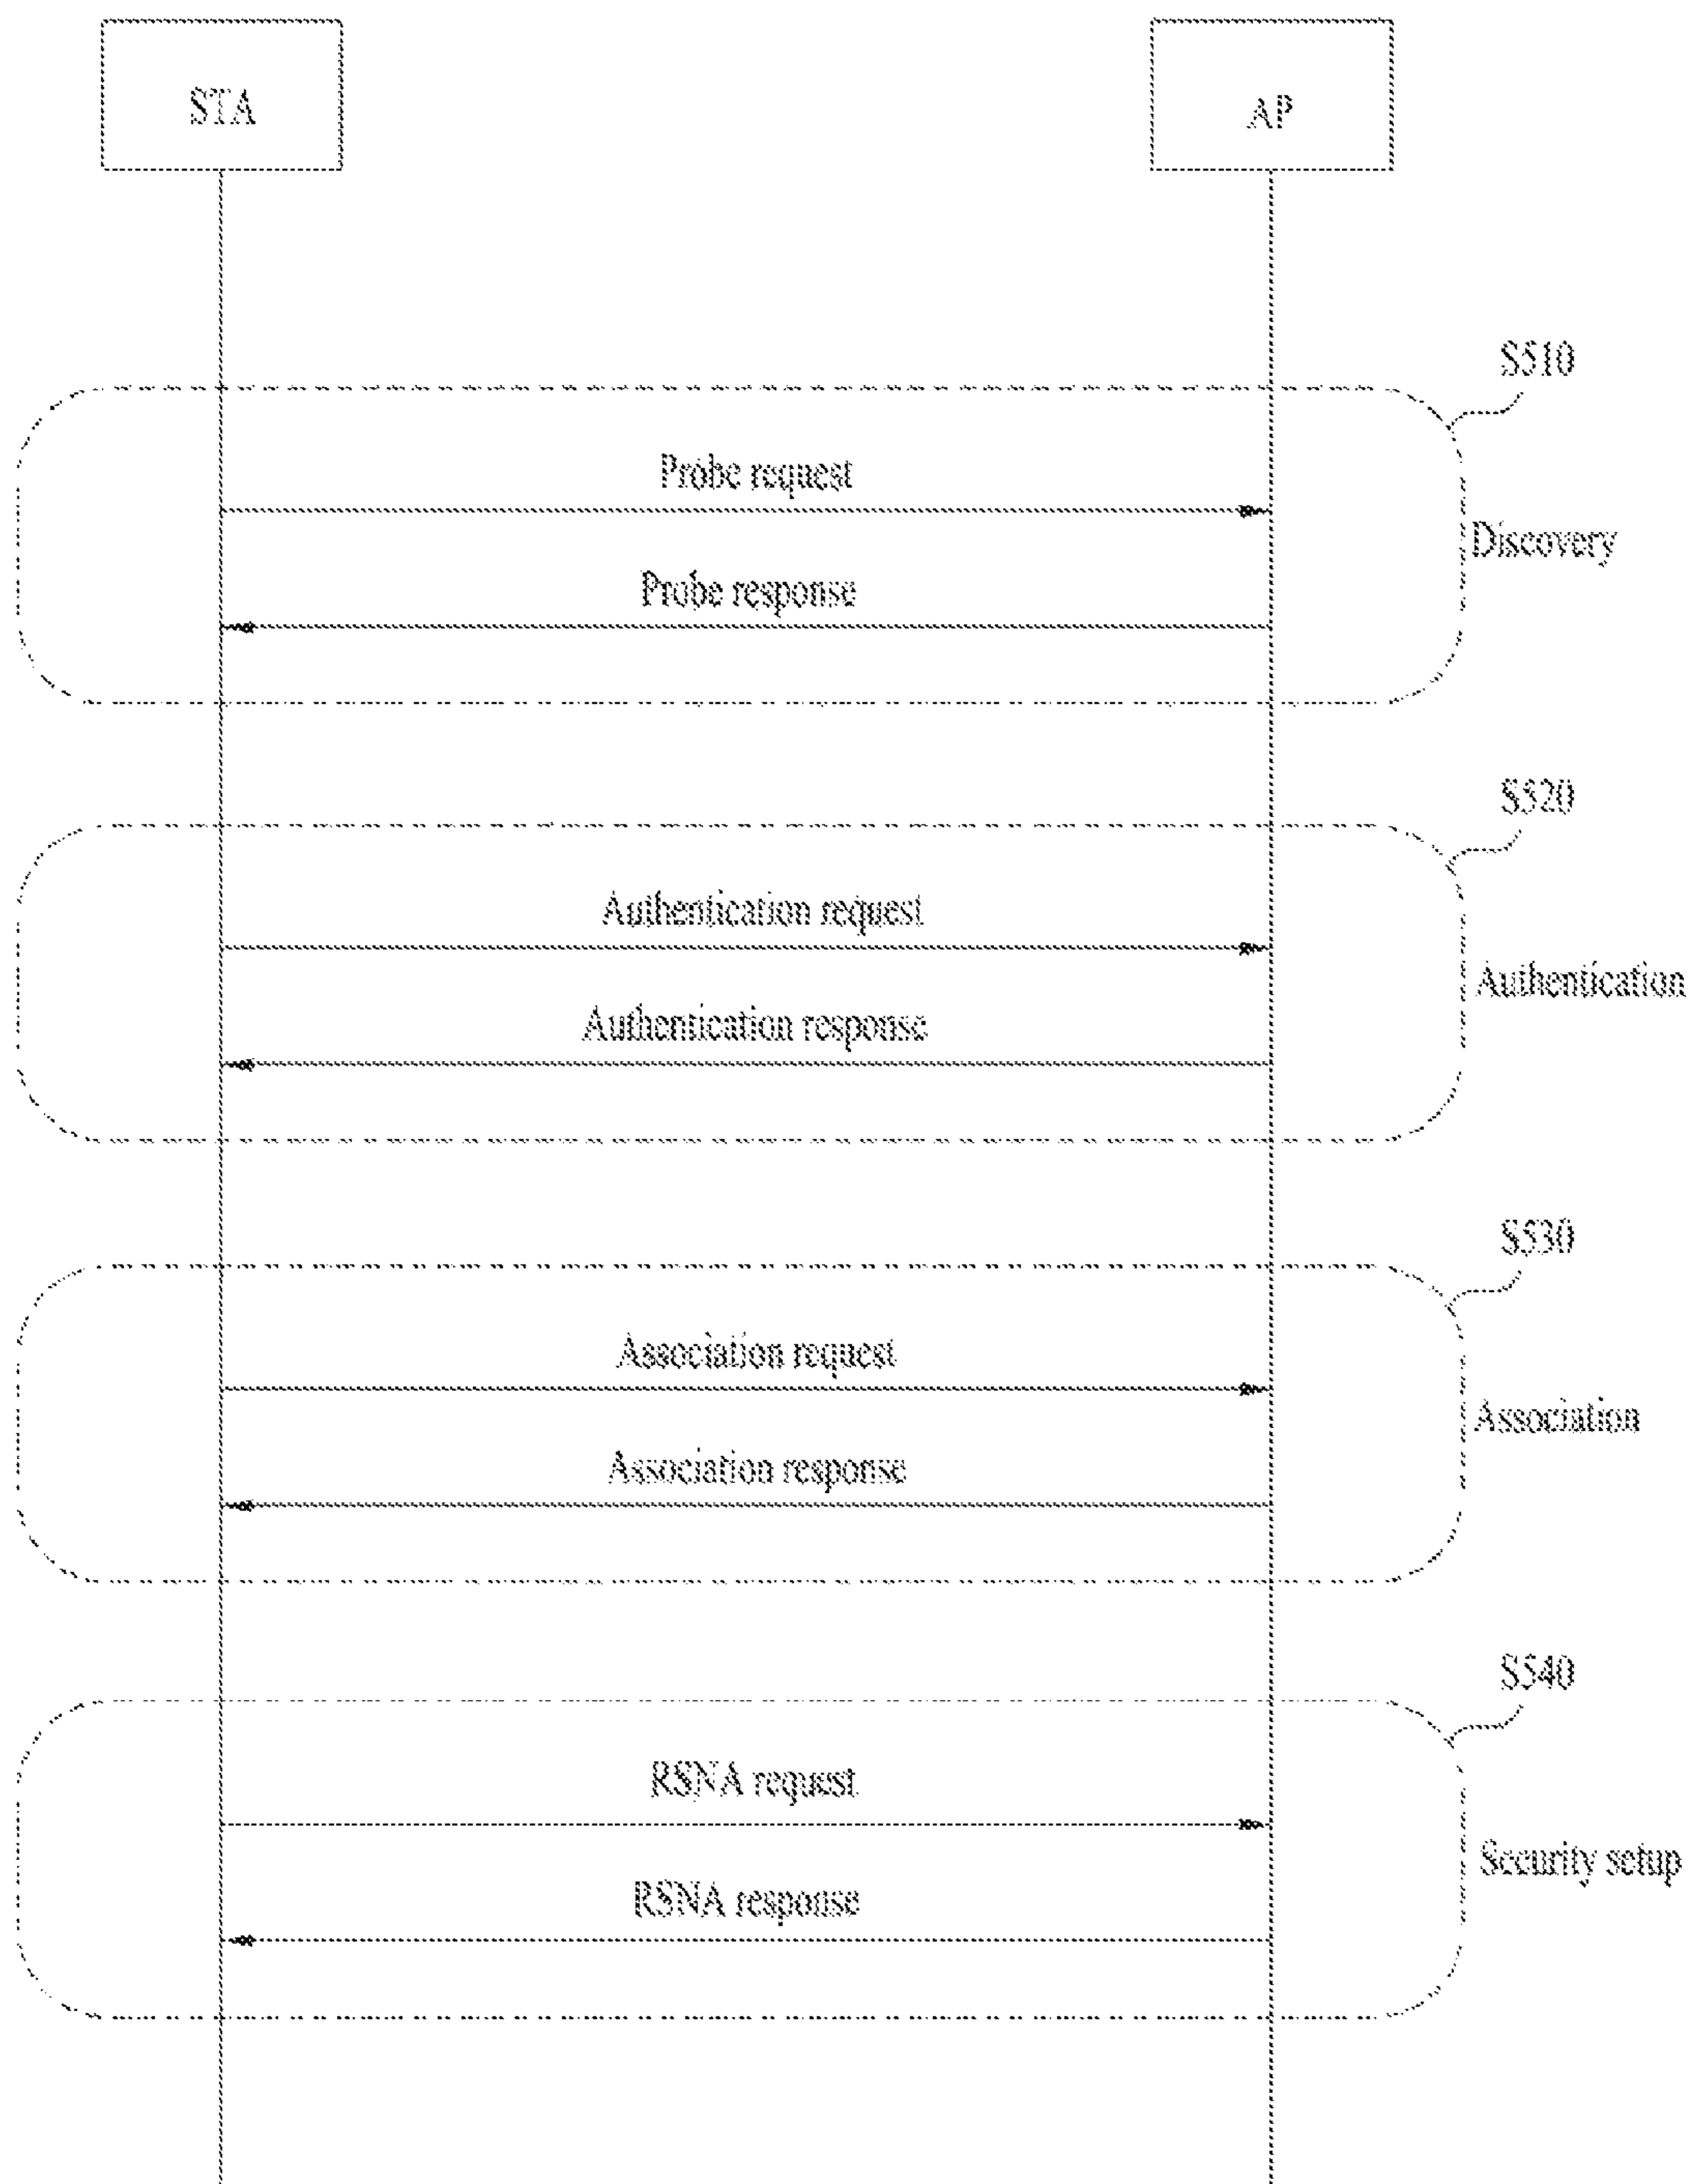 STA
AP
S510
Probe request
Discovery
Probe response
S520
Authentication request
Authentication
Authentication response
S530
Association request
Association
Association response
S540
RSNA request
Security setup
RSNA response